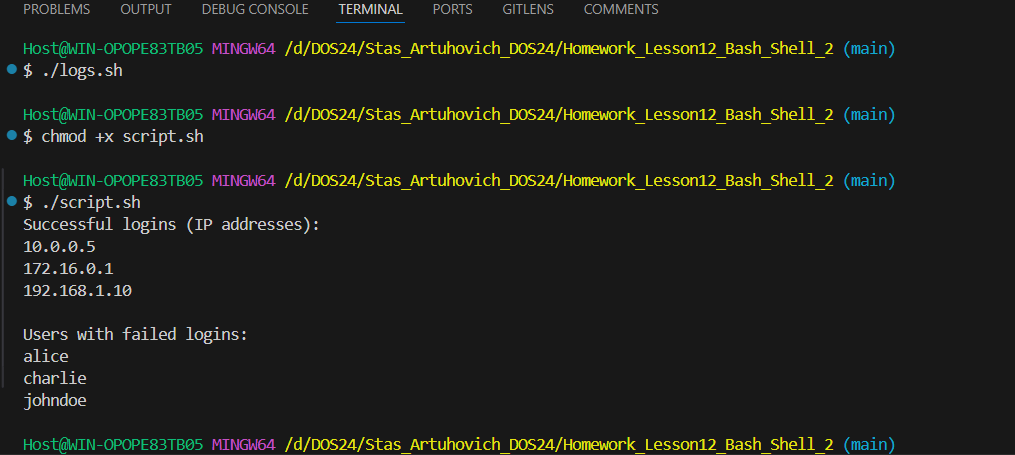 PROBLEMS OUTPUT DEBUG CONSOLE TERMINAL PORTS GITLENS COMMENTS
Host@WIN-OPOPE83TB05 MINGW64 /d/DOS24/Stas_Artuhovich_DOS24/Homework_Lesson12_Bash_Shell_2 (main)
$ ./logs.sh
Host@WIN-OPOPE83TB05 MINGW64 /d/DOS24/Stas_Artuhovich_DOS24/Homework_Lesson12_Bash_Shell_2 (main)
$ chmod +x script.sh
Host@WIN-OPOPE83TB05 MINGW64 /d/DOS24/Stas_Artuhovich_DOS24/Homework_Lesson12_Bash_Shell_2 (main)
$ ./script.sh
Successful logins (IP addresses):
10.0.0.5
172.16.0.1
192.168.1.10
Users with failed logins:
alice
charlie
johndoe
Host@WIN-OPOPE83TB05 MINGW64 /d/DOS24/Stas_Artuhovich_DOS24/Homework_Lesson12_Bash_Shell_2 (main)